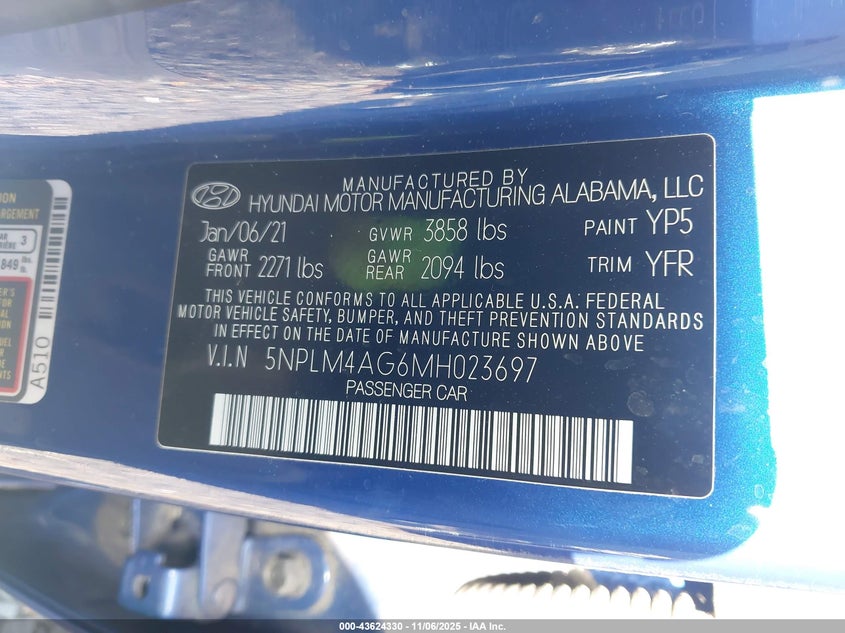 MANUFACTURED BY
HYUNDAI MOTOR MANUFACTURING ALABAMA, LLC
Jan/06/21 GVWR 3858 lbs PAINT YP5
GAWR FRONT 2271 lbs GAWR REAR 2094 lbs TRIM YFR
THIS VEHICLE CONFORMS TO ALL APPLICABLE U.S.A. FEDERAL
MOTOR VEHICLE SAFETY, BUMPER, AND THEFT PREVENTION STANDARDS
IN EFFECT ON THE DATE OF MANUFACTURE SHOWN ABOVE
V.I.N 5NPLM4AG6MH023697
PASSENGER CAR
3
849 lbs.
A510
000-43624330 - 11/06/2025 - IAA Inc.